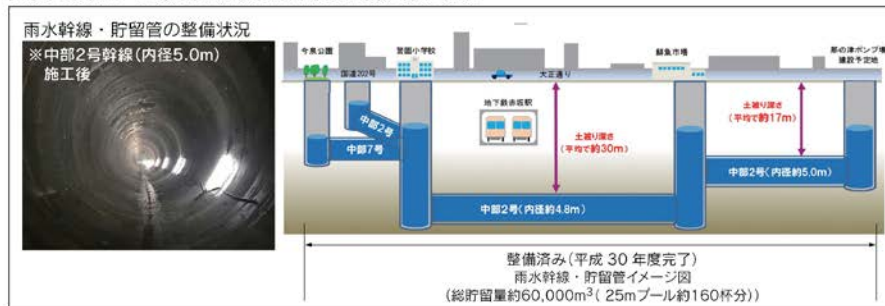 雨水幹線・貯留管の整備状況
※中部2号幹線(内径5.0m)
施工後
今泉公園
国道202号
警固小学校
大正通り
鮮魚市場
那の津ポンプ場
建設予定地
地下鉄赤坂駅
中部2号
中部7号
土被り深さ
(平均で約30m)
土被り深さ
(平均で約17m)
中部2号(内径約4.8m)
中部2号(内径約5.0m)
整備済み(平成30年度完了)
雨水幹線・貯留管イメージ図
(総貯留量約60,000m³(25mプール約160杯分))